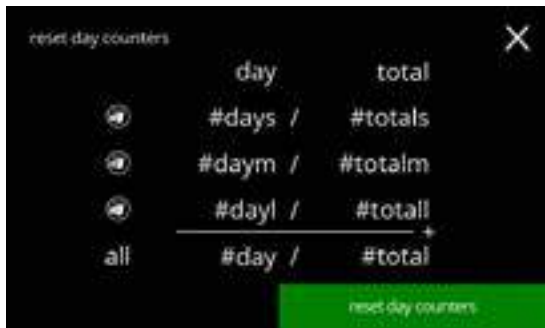 reset day counters
day total
#days / #totals
#daym / #totalm
#dayl / #totall
+
all #day / #total
reset day counters